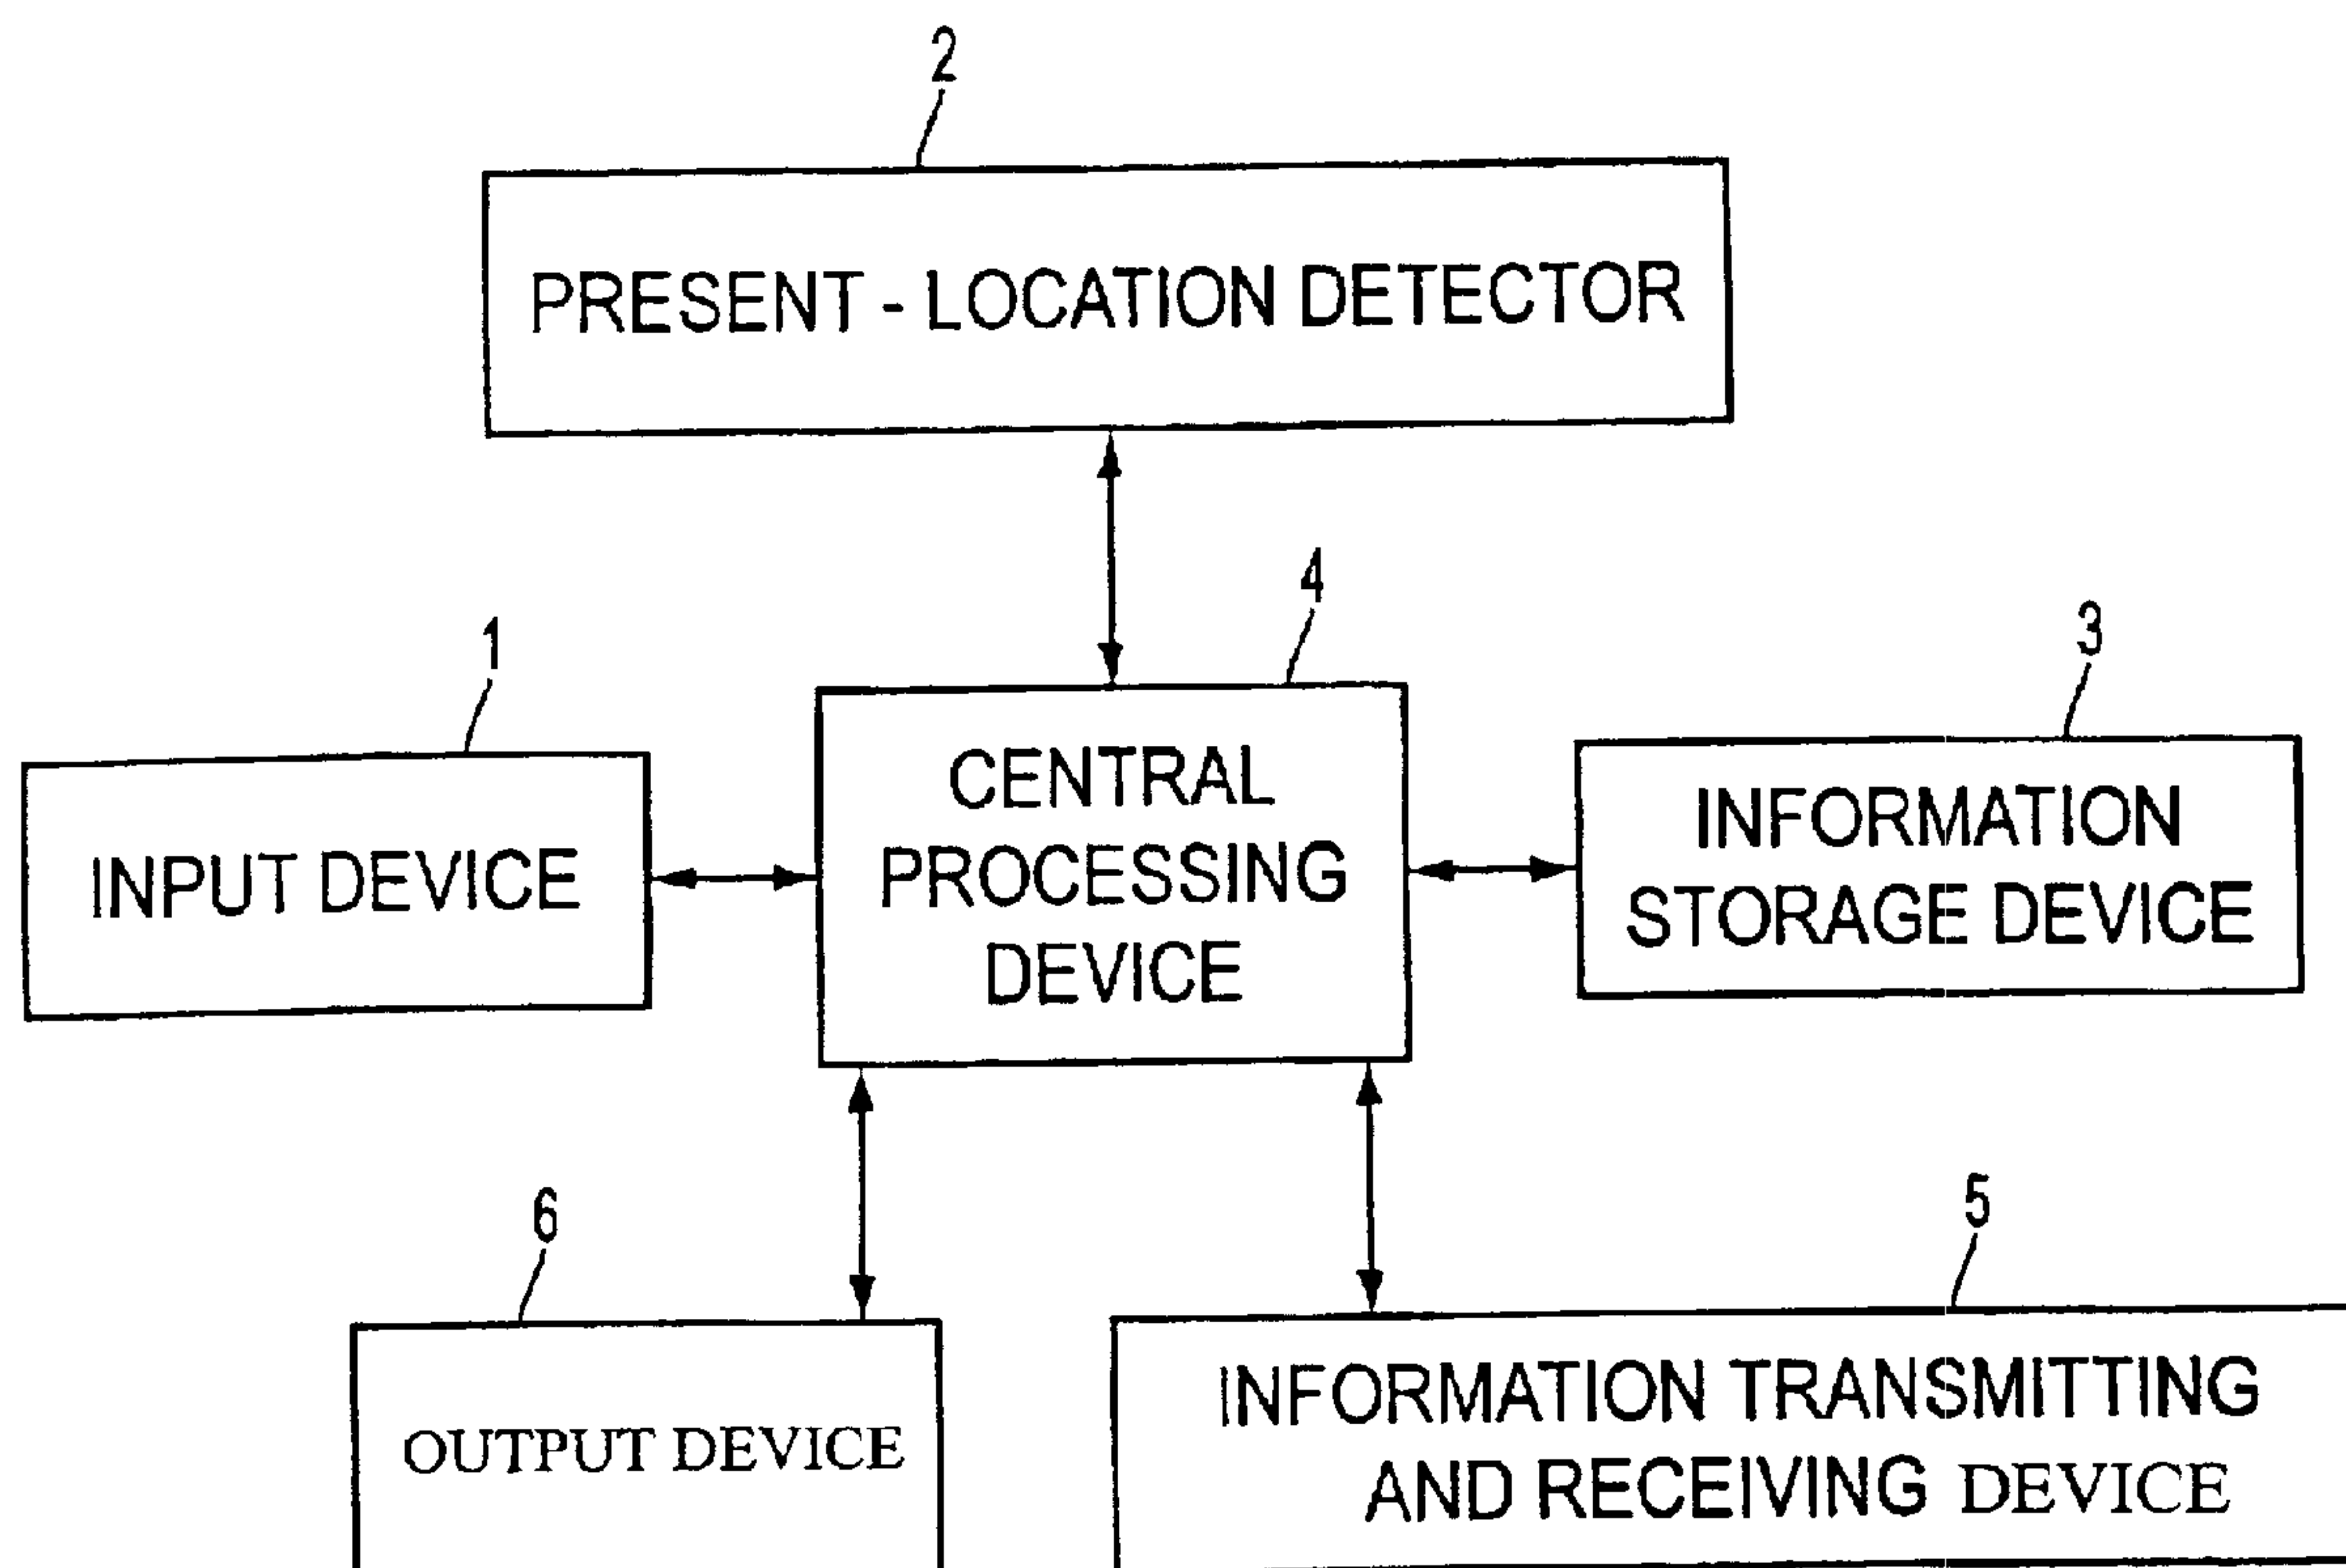 2
PRESENT - LOCATION DETECTOR
4
1
3
CENTRAL
PROCESSING
DEVICE
INPUT DEVICE
INFORMATION
STORAGE DEVICE
6
5
OUTPUT DEVICE
INFORMATION TRANSMITTING
AND RECEIVING DEVICE